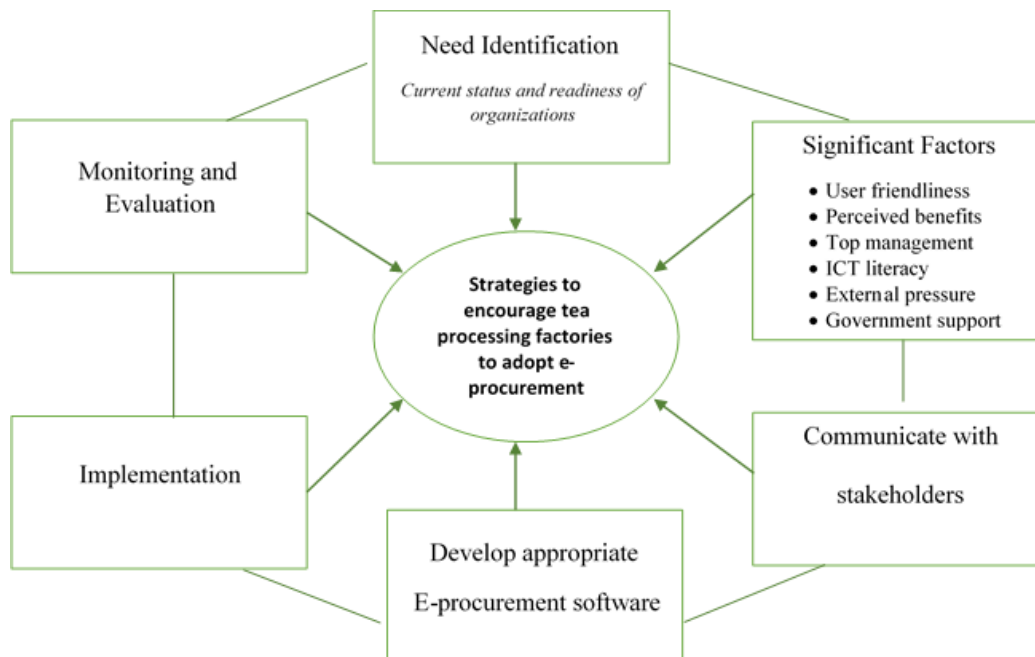 Need Identification
Current status and readiness of
organizations
Significant Factors
• User friendliness
• Perceived benefits
• Top management
• ICT literacy
• External pressure
• Government support
Communicate with
stakeholders
Develop appropriate
E-procurement software
Implementation
Monitoring and
Evaluation
Strategies to
encourage tea
processing factories
to adopt e-
procurement